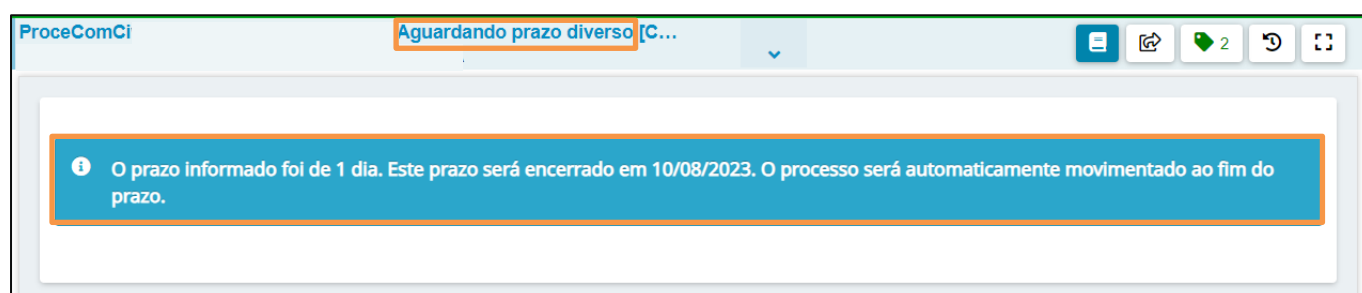 ProceComCi Aguardando prazo diverso [C... 2
O prazo informado foi de 1 dia. Este prazo será encerrado em 10/08/2023. O processo será automaticamente movimentado ao fim do
prazo.